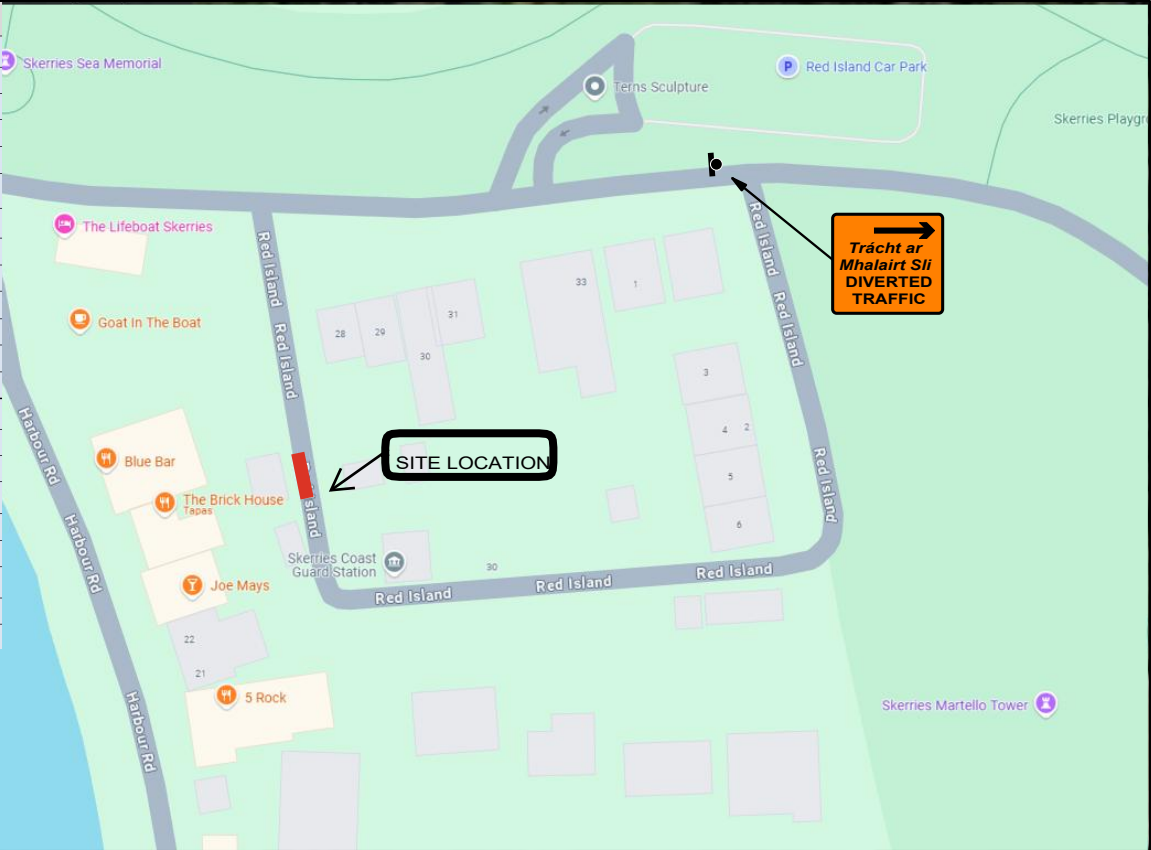 Skerries Sea Memorial
P Red Island Car Park
Terns Sculpture
Skerries Playgr
The Lifeboat Skerries
Red Island
Red Island
Trácht ar
Mhalairt Sli
DIVERTED
TRAFFIC
33
1
Red Island
Red Island
31
Goat In The Boat
28
29
30
3
4
2
Harbour Rd
Blue Bar
SITE LOCATION
5
Red Island
The Brick House
Tapas
Island
6
Harbour Rd
Skerries Coast
Guard Station
30
Red Island
Red Island
Red Island
Joe Mays
22
21
5 Rock
Harbour Rd
Skerries Martello Tower